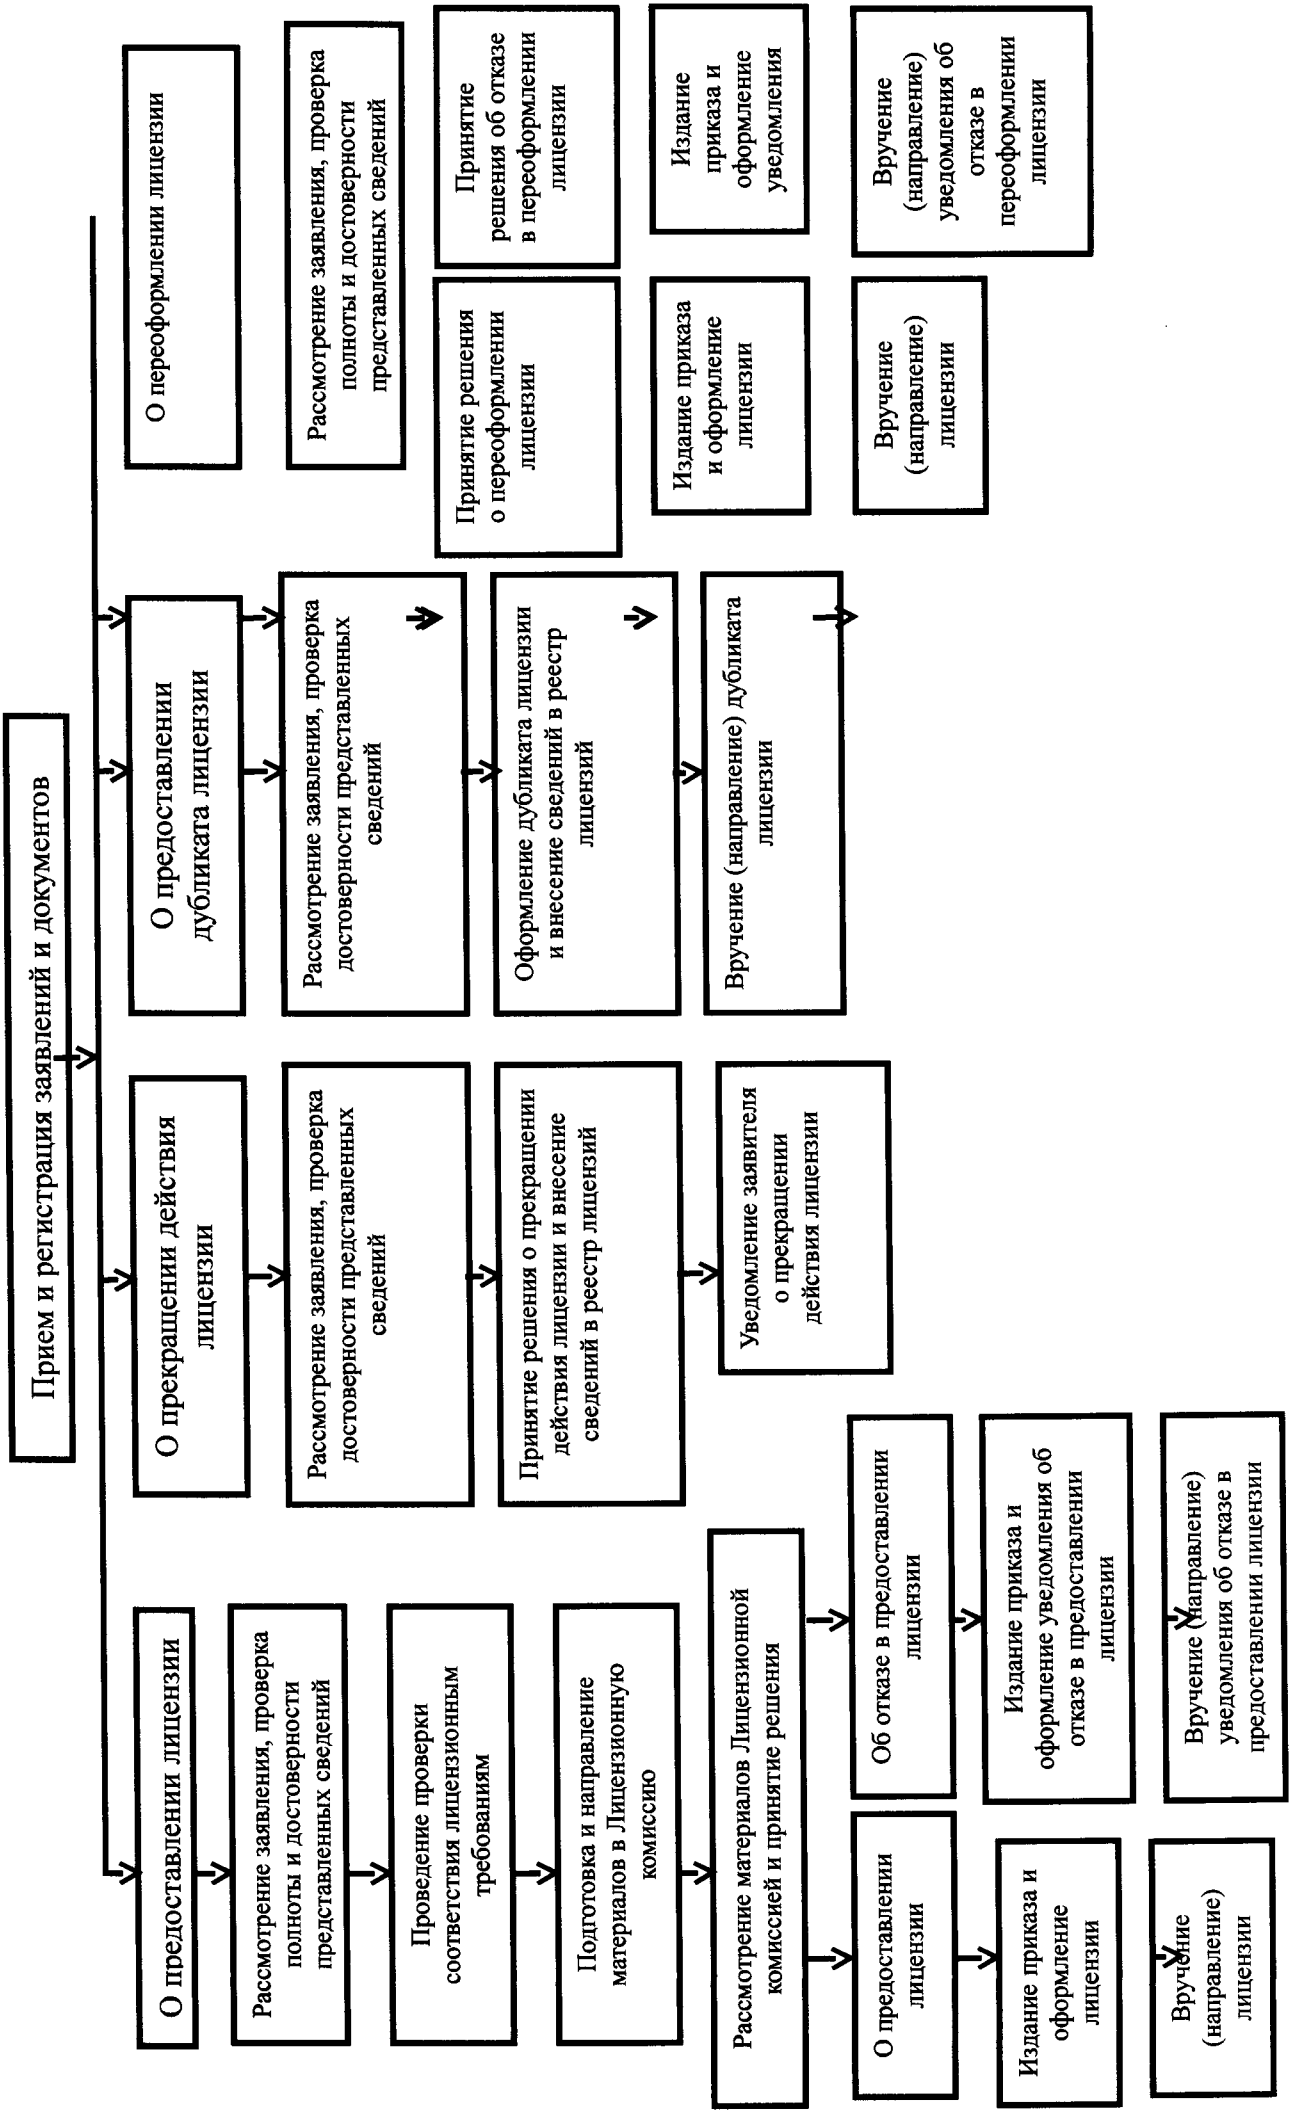 Прием и регистрация заявлений и документов
О предоставлении лицензии
Рассмотрение заявления, проверка
полноты и достоверности
представленных сведений
Проведение проверки
соответствия лицензионным
требованиям
Подготовка и направление
материалов в Лицензионную
комиссию
Рассмотрение материалов Лицензионной
комиссией и принятие решения
О предоставлении
лицензии
Издание приказа и
оформление
лицензии
Вручение
(направление)
лицензии
Об отказе в предоставлении
лицензии
Издание приказа и
оформление уведомления об
отказе в предоставлении
лицензии
Вручение (направление)
уведомления об отказе в
предоставлении лицензии
О прекращении действия
лицензии
Рассмотрение заявления, проверка
достоверности представленных
сведений
Принятие решения о прекращении
действия лицензии и внесение
сведений в реестр лицензий
Уведомление заявителя
о прекращении
действия лицензии
О предоставлении
дубликата лицензии
Рассмотрение заявления, проверка
достоверности представленных
сведений
Оформление дубликата лицензии
и внесение сведений в реестр
лицензий
Вручение (направление) дубликата
лицензии
О переоформлении лицензии
Рассмотрение заявления, проверка
полноты и достоверности
представленных сведений
Принятие решения
о переоформлении
лицензии
Издание приказа
и оформление
лицензии
Вручение
(направление)
лицензии
Принятие
решения об отказе
в переоформлении
лицензии
Издание
приказа и
оформление
уведомления
Вручение
(направление)
уведомления об
отказе в
переоформлении
лицензии